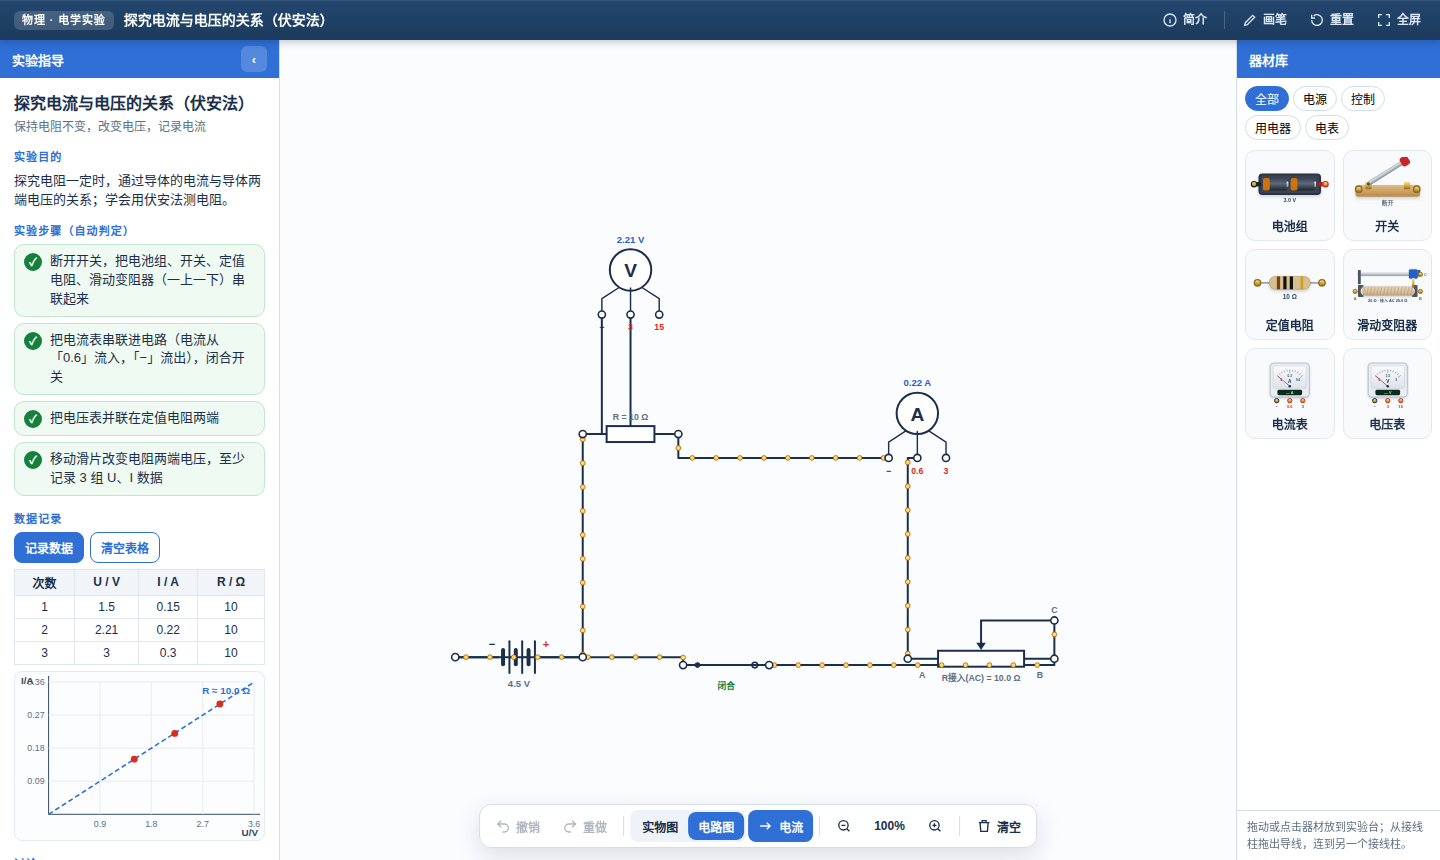 物理 · 电学实验 探究电流与电压的关系（伏安法） 简介 画笔 重置 全屏
实验指导 ‹
探究电流与电压的关系（伏安法）
保持电阻不变，改变电压，记录电流
实验目的
探究电阻一定时，通过导体的电流与导体两
端电压的关系；学会用伏安法测电阻。
实验步骤（自动判定）
断开开关，把电池组、开关、定值
电阻、滑动变阻器（一上一下）串
联起来
把电流表串联进电路（电流从
「0.6」流入，「−」流出），闭合开
关
把电压表并联在定值电阻两端
移动滑片改变电阻两端电压，至少
记录 3 组 U、I 数据
数据记录
记录数据 清空表格
次数 U / V I / A R / Ω
1 1.5 0.15 10
2 2.21 0.22 10
3 3 0.3 10
I/A
0.36
R ≈ 10.0 Ω
0.27
0.18
0.09
0.9 1.8 2.7 3.6
U/V
2.21 V
V
− 3 15
R = 10 Ω
0.22 A
A
− 0.6 3
− +
4.5 V
闭合
C
A R接入(AC) = 10.0 Ω B
撤销 重做 实物图 电路图 电流 100% 清空
器材库
全部 电源 控制
用电器 电表
3.0 V
电池组
断开
开关
10 Ω
定值电阻
滑动变阻器
电流表
电压表
拖动或点击器材放到实验台；从接线
柱拖出导线，连到另一个接线柱。